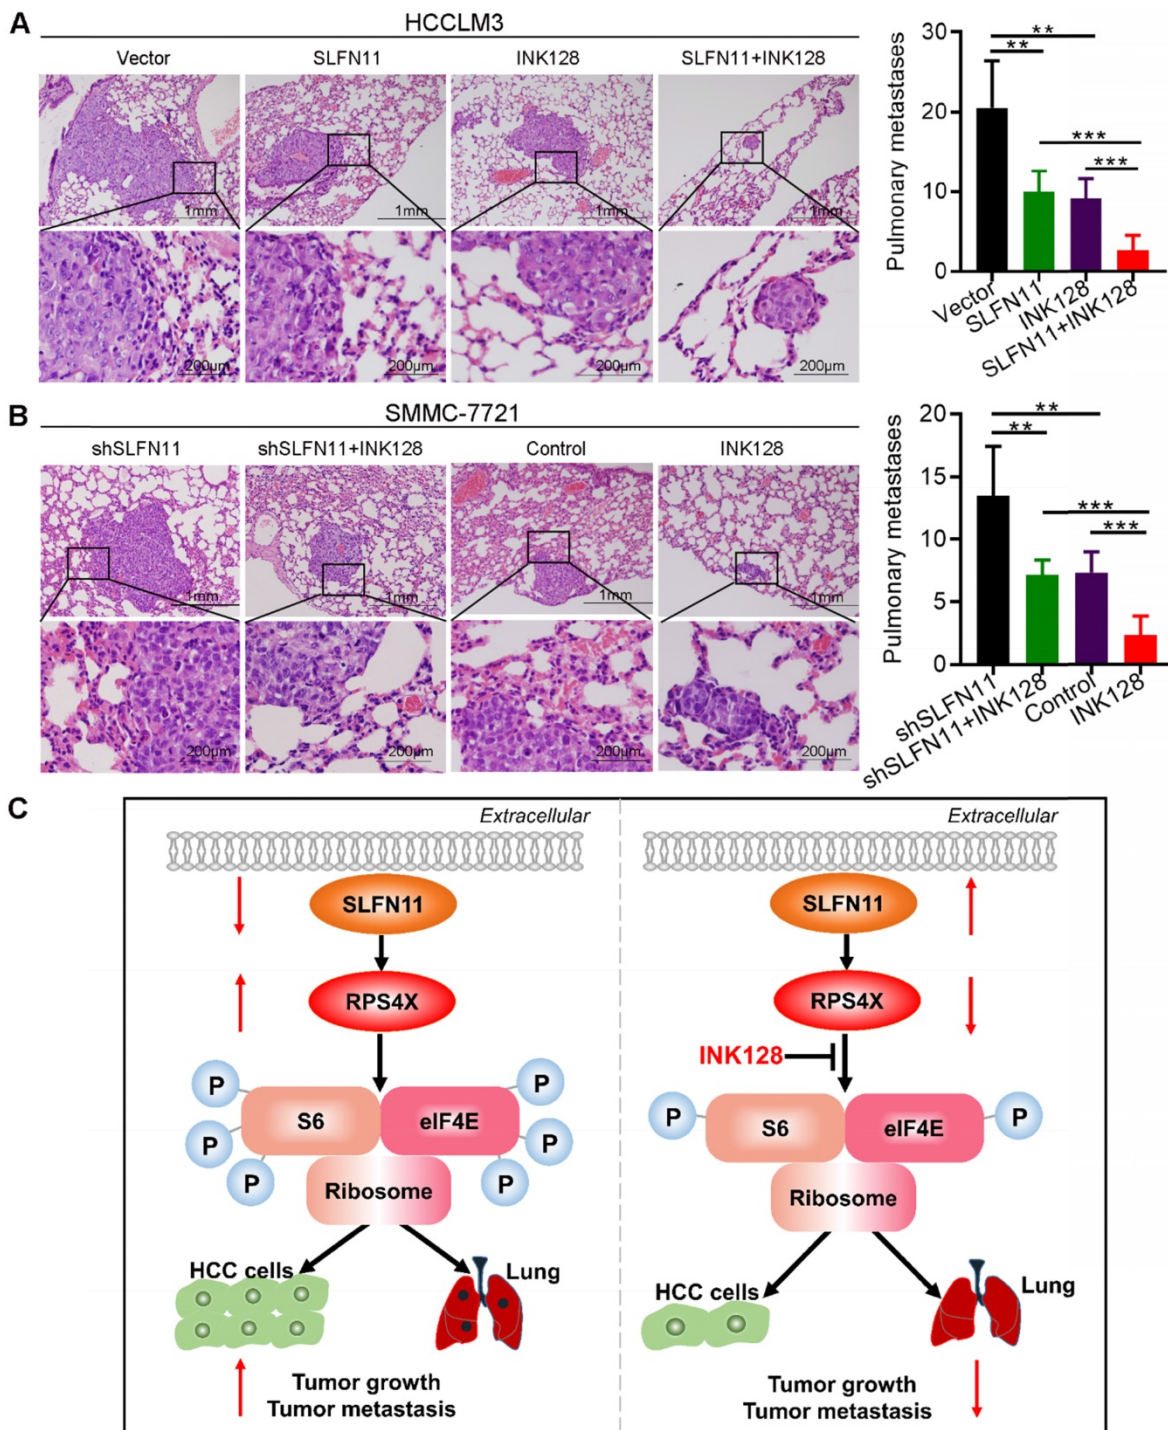 A
HCCLM3
Vector SLFN11 INK128 SLFN11+INK128
1mm 1mm 1mm 1mm
200μm 200μm 200μm 200μm
Pulmonary metastases
30
20
10
0
** 
**
***
***
Vector
SLFN11
INK128
SLFN11+INK128
B
SMMC-7721
shSLFN11 shSLFN11+INK128 Control INK128
1mm 1mm 1mm 1mm
200μm 200μm 200μm 200μm
Pulmonary metastases
20
15
10
5
0
**
**
***
***
shSLFN11
shSLFN11+INK128
Control
INK128
C
Extracellular
SLFN11
RPS4X
P P
P S6 eIF4E P
P P
Ribosome
HCC cells Lung
Tumor growth
Tumor metastasis
Extracellular
SLFN11
RPS4X
INK128
P S6 eIF4E P
Ribosome
HCC cells Lung
Tumor growth
Tumor metastasis